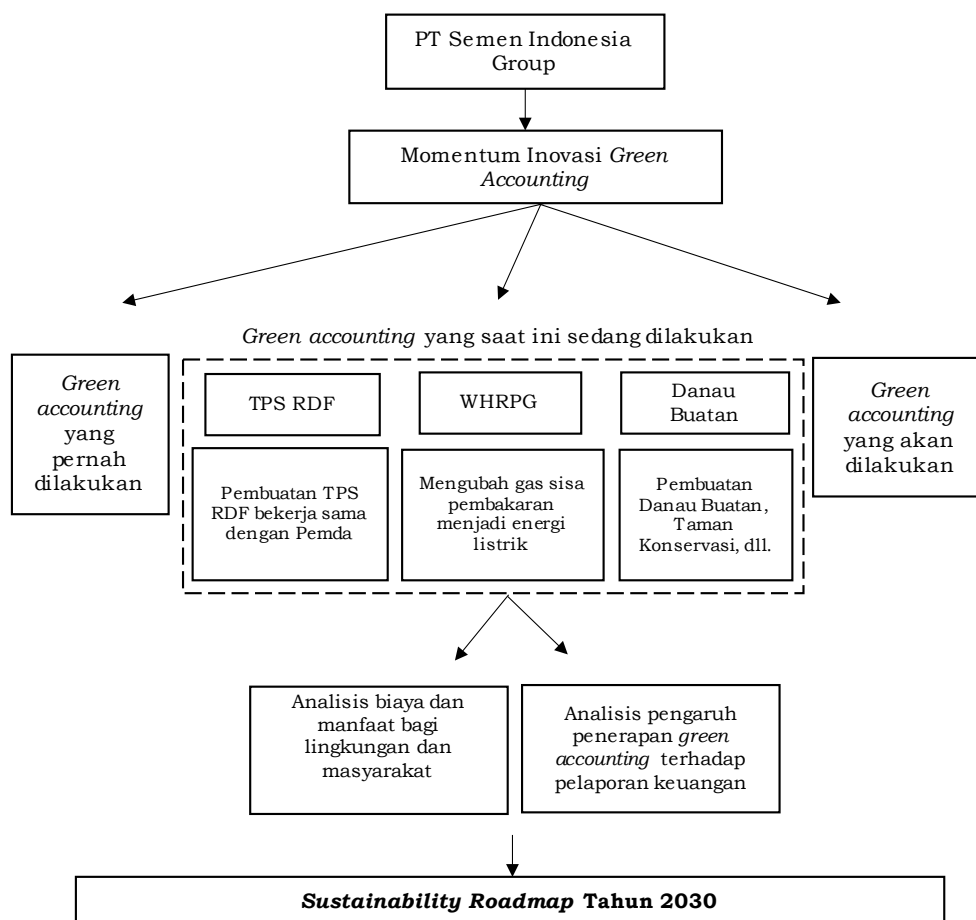 PT Semen Indonesia
Group
Momentum Inovasi Green
Accounting
Green accounting yang saat ini sedang dilakukan
Green
accounting
yang
pernah
dilakukan
TPS RDF
WHRPG
Danau
Buatan
Pembuatan TPS
RDF bekerja sama
dengan Pemda
Mengubah gas sisa
pembakaran
menjadi energi
listrik
Pembuatan
Danau Buatan,
Taman
Konservasi, dll.
Green
accounting
yang akan
dilakukan
Analisis biaya dan
manfaat bagi
lingkungan dan
masyarakat
Analisis pengaruh
penerapan green
accounting terhadap
pelaporan keuangan
Sustainability Roadmap Tahun 2030